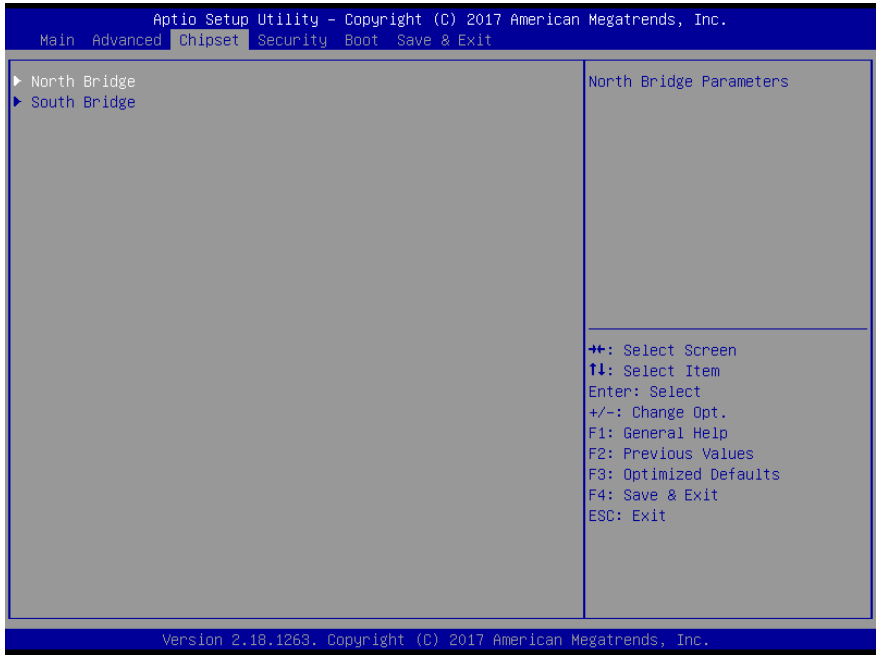 Aptio Setup Utility – Copyright (C) 2017 American Megatrends, Inc.
Main Advanced Chipset Security Boot Save & Exit
North Bridge
South Bridge
North Bridge Parameters
→←: Select Screen
↑↓: Select Item
Enter: Select
+/-: Change Opt.
F1: General Help
F2: Previous Values
F3: Optimized Defaults
F4: Save & Exit
ESC: Exit
Version 2.18.1263. Copyright (C) 2017 American Megatrends, Inc.